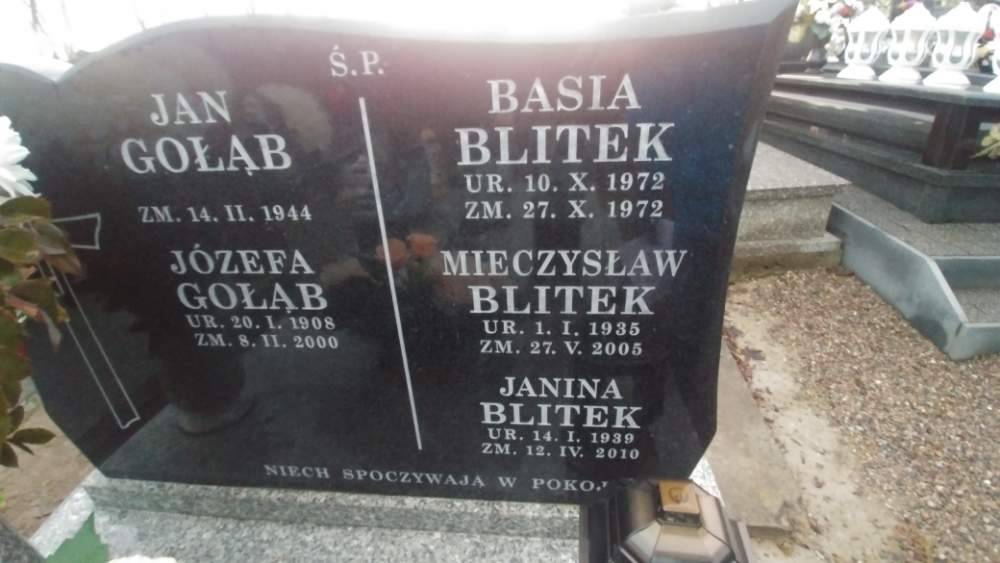 Ś.P.
JAN
GOŁĄB
ZM. 14. II. 1944
JÓZEFA
GOŁĄB
UR. 20. I. 1908
ZM. 8. II. 2000
BASIA
BLITEK
UR. 10. X. 1972
ZM. 27. X. 1972
MIECZYSŁAW
BLITEK
UR. 1. I. 1935
ZM. 27. V. 2005
JANINA
BLITEK
UR. 14. I. 1939
ZM. 12. IV. 2010
NIECH SPOCZYWAJĄ W POKOJ